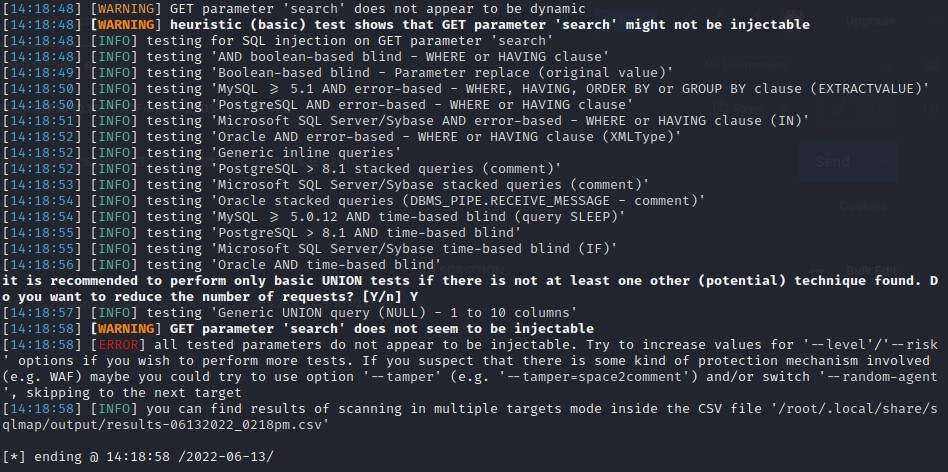 [14:18:48] [WARNING] GET parameter 'search' does not appear to be dynamic
[14:18:48] [WARNING] heuristic (basic) test shows that GET parameter 'search' might not be injectable
[14:18:48] [INFO] testing for SQL injection on GET parameter 'search'
[14:18:48] [INFO] testing 'AND boolean-based blind - WHERE or HAVING clause'
[14:18:49] [INFO] testing 'Boolean-based blind - Parameter replace (original value)'
[14:18:50] [INFO] testing 'MySQL ≥ 5.1 AND error-based - WHERE, HAVING, ORDER BY or GROUP BY clause (EXTRACTVALUE)'
[14:18:50] [INFO] testing 'PostgreSQL AND error-based - WHERE or HAVING clause'
[14:18:51] [INFO] testing 'Microsoft SQL Server/Sybase AND error-based - WHERE or HAVING clause (IN)'
[14:18:52] [INFO] testing 'Oracle AND error-based - WHERE or HAVING clause (XMLType)'
[14:18:52] [INFO] testing 'Generic inline queries'
[14:18:52] [INFO] testing 'PostgreSQL > 8.1 stacked queries (comment)'
[14:18:53] [INFO] testing 'Microsoft SQL Server/Sybase stacked queries (comment)'
[14:18:54] [INFO] testing 'Oracle stacked queries (DBMS_PIPE.RECEIVE_MESSAGE - comment)'
[14:18:54] [INFO] testing 'MySQL ≥ 5.0.12 AND time-based blind (query SLEEP)'
[14:18:55] [INFO] testing 'PostgreSQL > 8.1 AND time-based blind'
[14:18:55] [INFO] testing 'Microsoft SQL Server/Sybase time-based blind (IF)'
[14:18:56] [INFO] testing 'Oracle AND time-based blind'
it is recommended to perform only basic UNION tests if there is not at least one other (potential) technique found. D
o you want to reduce the number of requests? [Y/n] Y
[14:18:57] [INFO] testing 'Generic UNION query (NULL) - 1 to 10 columns'
[14:18:58] [WARNING] GET parameter 'search' does not seem to be injectable
[14:18:58] [ERROR] all tested parameters do not appear to be injectable. Try to increase values for '--level'/'--risk
' options if you wish to perform more tests. If you suspect that there is some kind of protection mechanism involved
(e.g. WAF) maybe you could try to use option '--tamper' (e.g. '--tamper=space2comment') and/or switch '--random-agent
', skipping to the next target
[14:18:58] [INFO] you can find results of scanning in multiple targets mode inside the CSV file '/root/.local/share/s
qlmap/output/results-06132022_0218pm.csv'
[*] ending @ 14:18:58 /2022-06-13/
Upgrade
Send
Cookies
Bulk Edit